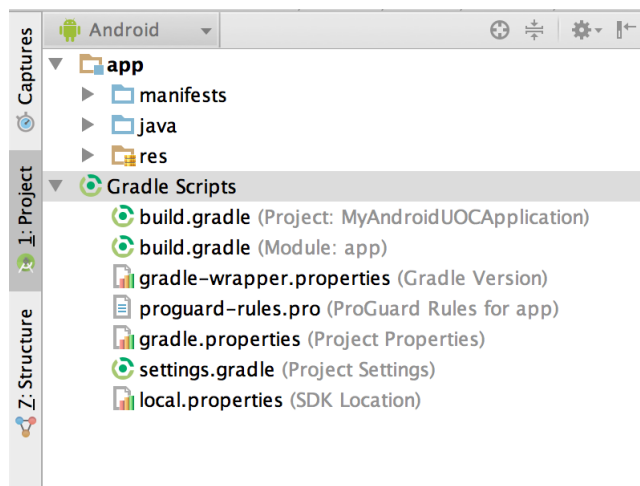 Android
Captures
1: Project
Z: Structure
app
manifests
java
res
Gradle Scripts
build.gradle (Project: MyAndroidUOCApplication)
build.gradle (Module: app)
gradle-wrapper.properties (Gradle Version)
proguard-rules.pro (ProGuard Rules for app)
gradle.properties (Project Properties)
settings.gradle (Project Settings)
local.properties (SDK Location)